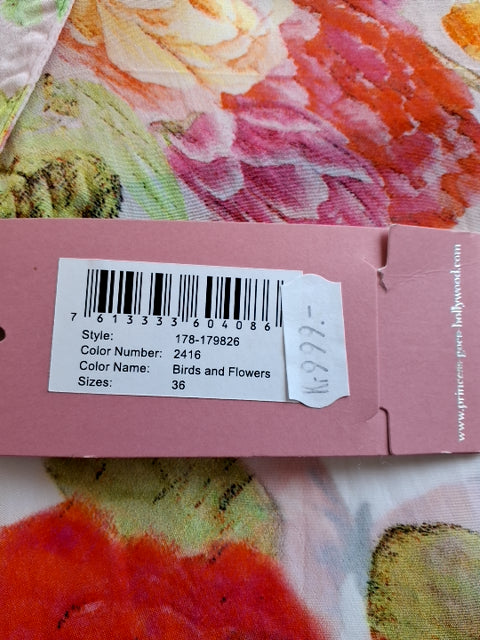 7 613333 604086
Style: 178-179826
Color Number: 2416
Color Name: Birds and Flowers
Sizes: 36
Kr 999.-
www.princess-goes-hollywood.com